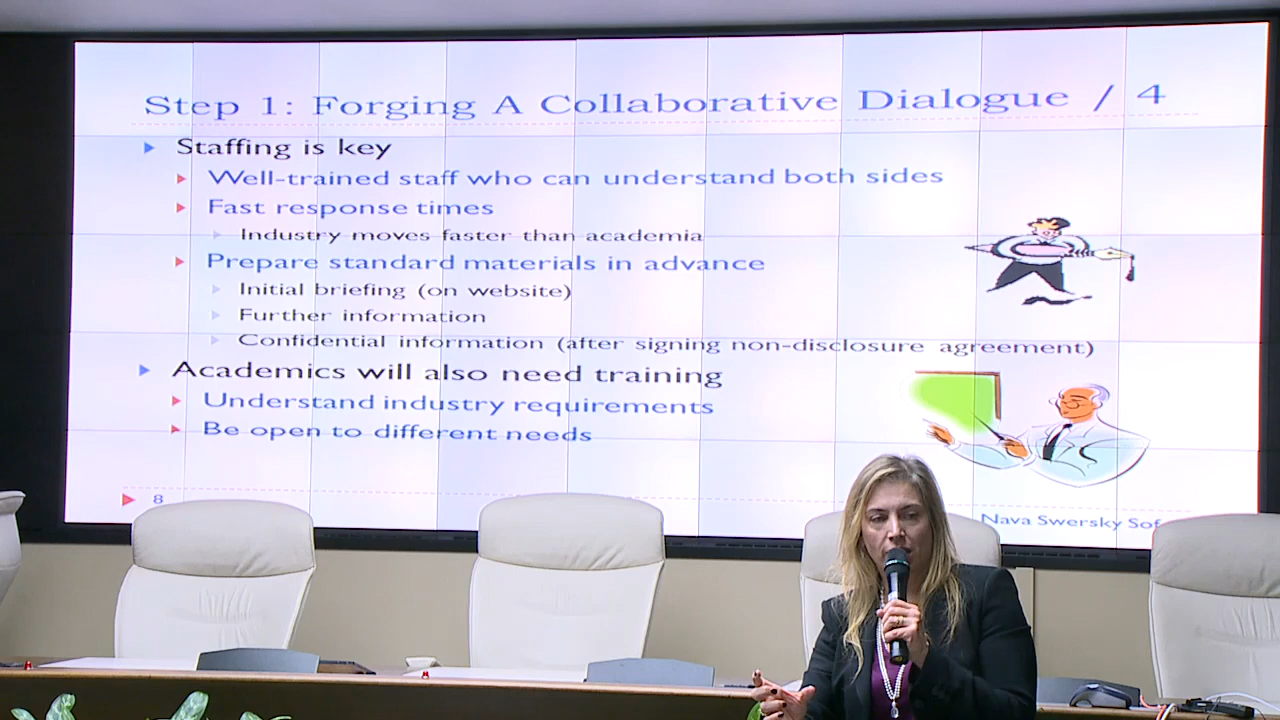 Step 1: Forging A Collaborative Dialogue / 4
Staffing is key
Well-trained staff who can understand both sides
Fast response times
Industry moves faster than academia
Prepare standard materials in advance
Initial briefing (on website)
Further information
Confidential information (after signing non-disclosure agreement)
Academics will also need training
Understand industry requirements
Be open to different needs
8
Nava Swersky Sof